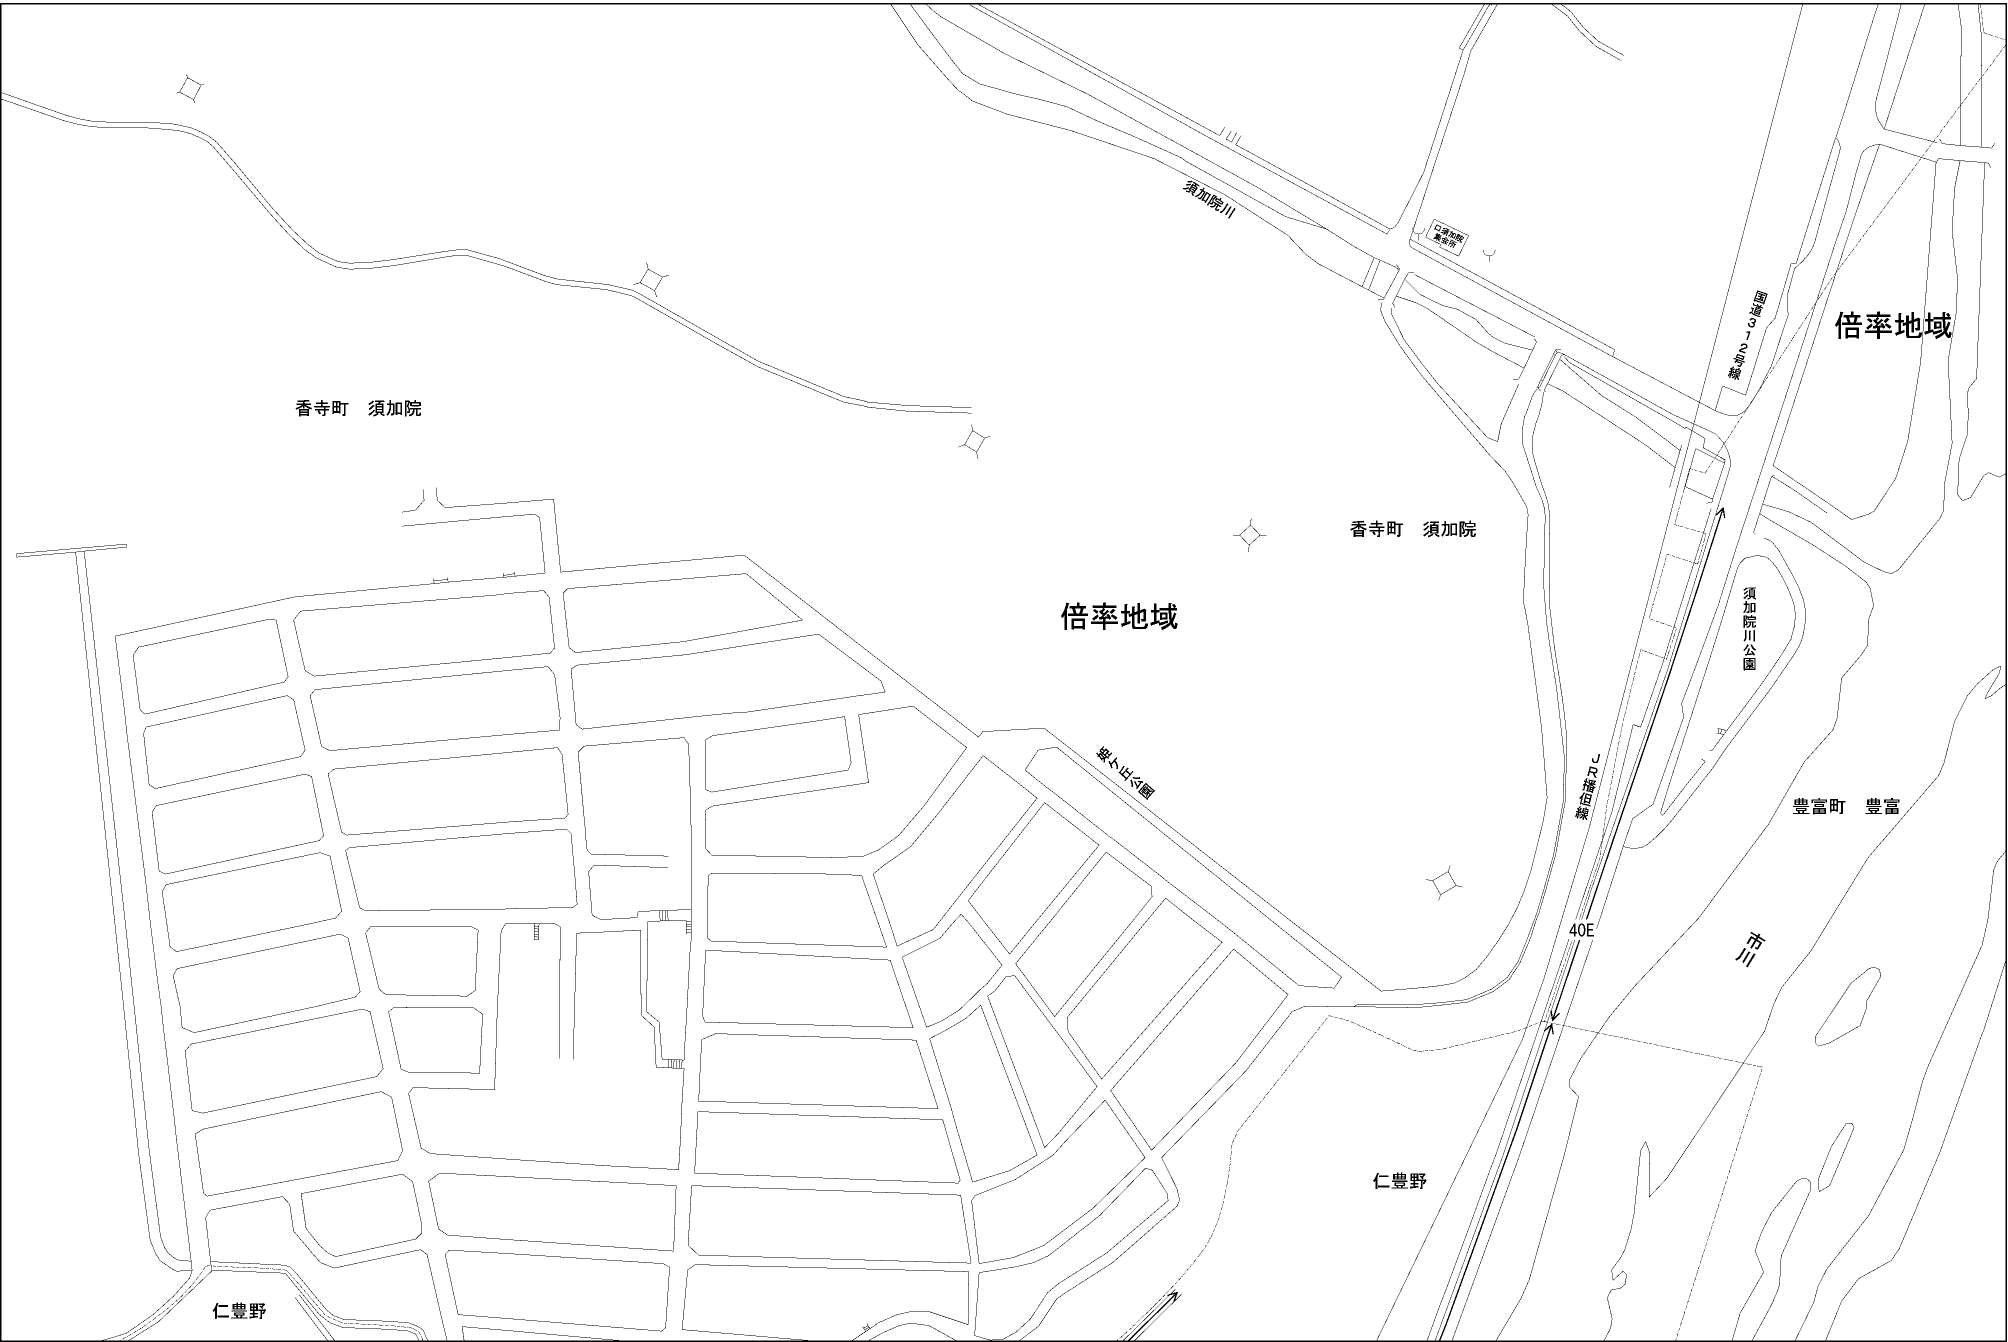 須加院川
口須加院
集会所
国道312号線
倍率地域
香寺町　須加院
香寺町　須加院
須加院川公園
倍率地域
姫ケ丘公園
JR播但線
豊富町　豊富
40E
市川
仁豊野
仁豊野